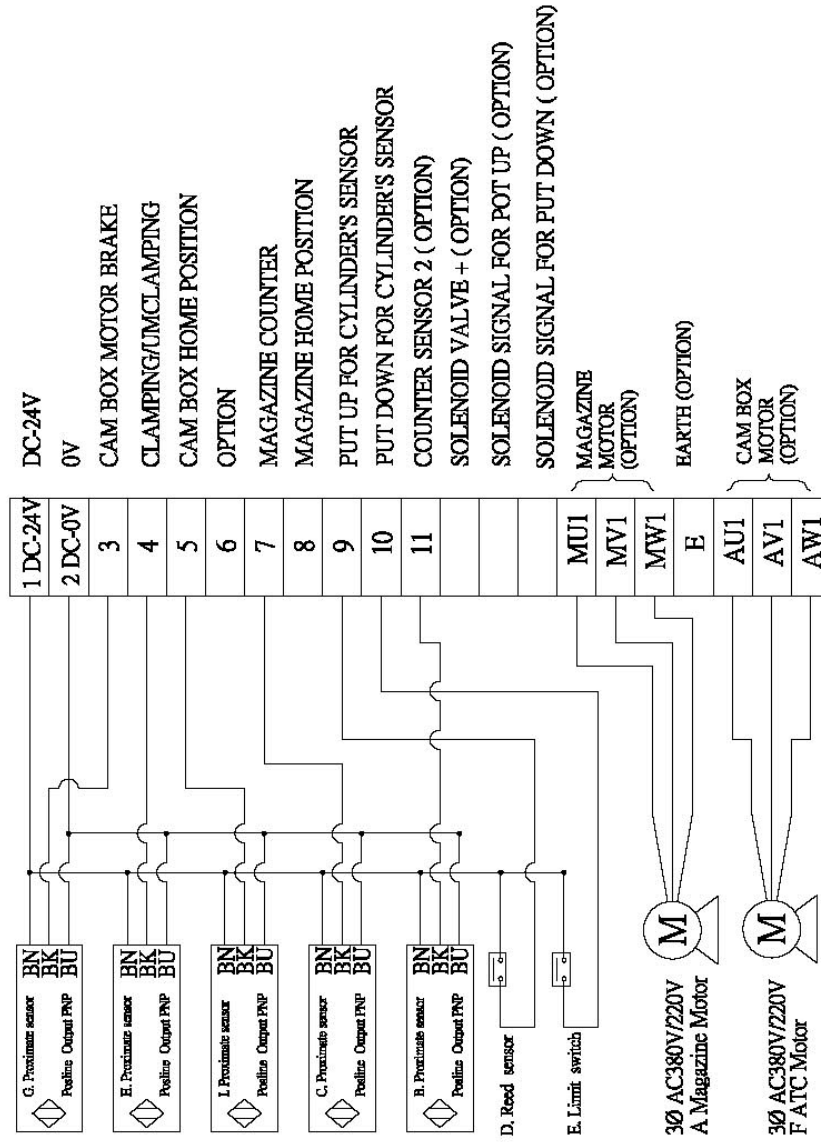 G. Proximate sensor
BN
BK
BU
Posline Output PNP
H. Proximate sensor
BN
BK
BU
Posline Output PNP
I. Proximate sensor
BN
BK
BU
Posline Output PNP
C. Proximate sensor
BN
BK
BU
Posline Output PNP
B. Proximate sensor
BN
BK
BU
Posline Output PNP
D. Reed sensor
E. Limit switch
M
3Ø AC380V/220V
A Magazine Motor
M
3Ø AC380V/220V
F ATC Motor
1 DC-24V DC-24V
2 DC-0V 0V
3 CAM BOX MOTOR BRAKE
4 CLAMPING/UMCLAMPING
5 CAM BOX HOME POSITION
6 OPTION
7 MAGAZINE COUNTER
8 MAGAZINE HOME POSITION
9 PUT UP FOR CYLINDER'S SENSOR
10 PUT DOWN FOR CYLINDER'S SENSOR
11 COUNTER SENSOR 2 ( OPTION)
SOLENOID VALVE + ( OPTION)
SOLENOID SIGNAL FOR POT UP ( OPTION)
SOLENOID SIGNAL FOR PUT DOWN ( OPTION)
MU1
MV1
MW1
MAGAZINE
MOTOR
(OPTION)
E EARTH (OPTION)
AU1
AV1
AW1
CAM BOX
MOTOR
(OPTION)